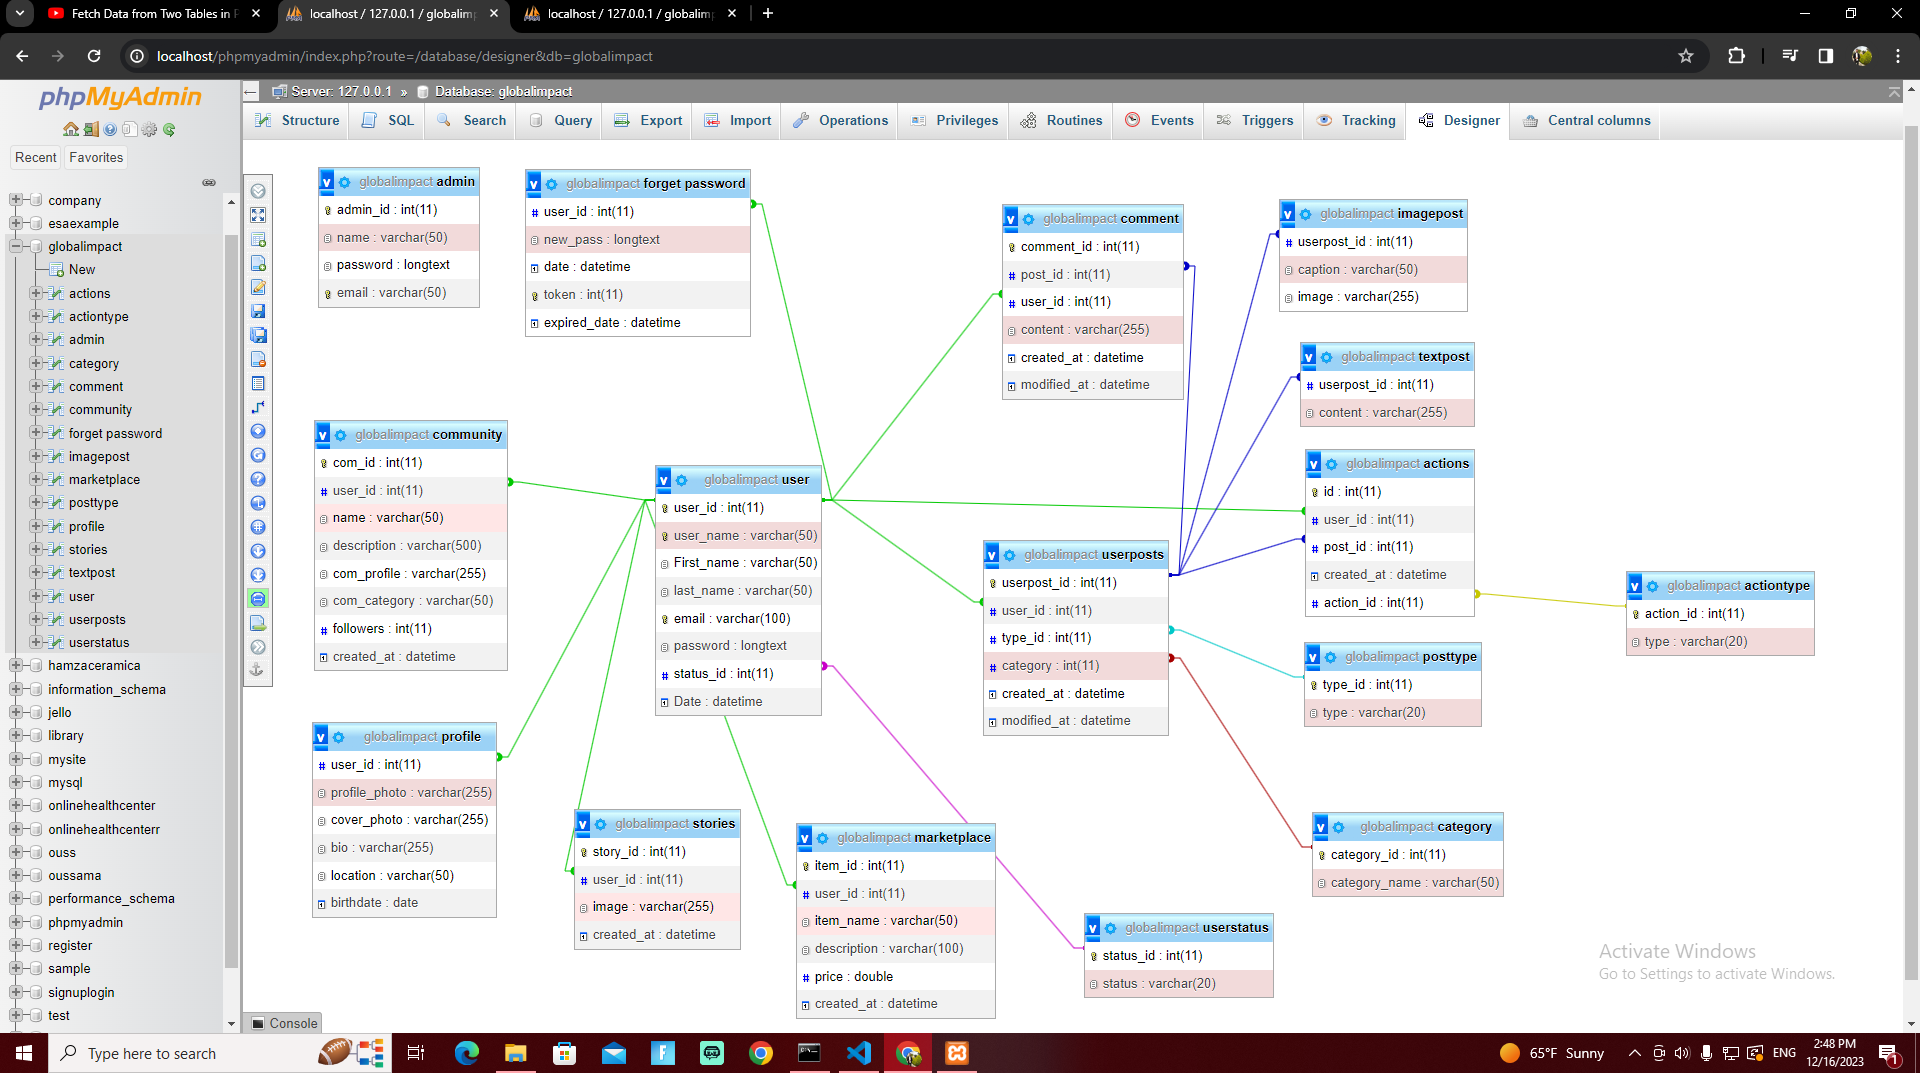 Fetch Data from Two Tables in P
localhost / 127.0.0.1 / globalimp
localhost / 127.0.0.1 / globalimp
localhost/phpmyadmin/index.php?route=/database/designer&db=globalimpact
phpMyAdmin
Recent
Favorites
company
esaexample
globalimpact
New
actions
actiontype
admin
category
comment
community
forget password
imagepost
marketplace
posttype
profile
stories
textpost
user
userposts
userstatus
hamzaceramica
information_schema
jello
library
mysite
mysql
onlinehealthcenter
onlinehealthcenterr
ouss
oussama
performance_schema
phpmyadmin
register
sample
signuplogin
test
Server: 127.0.0.1 » Database: globalimpact
Structure
SQL
Search
Query
Export
Import
Operations
Privileges
Routines
Events
Triggers
Tracking
Designer
Central columns
v globalimpact admin
admin_id : int(11)
name : varchar(50)
password : longtext
email : varchar(50)
v globalimpact forget password
# user_id : int(11)
new_pass : longtext
date : datetime
token : int(11)
expired_date : datetime
v globalimpact comment
comment_id : int(11)
# post_id : int(11)
# user_id : int(11)
content : varchar(255)
created_at : datetime
modified_at : datetime
v globalimpact imagepost
# userpost_id : int(11)
caption : varchar(50)
image : varchar(255)
v globalimpact textpost
# userpost_id : int(11)
content : varchar(255)
v globalimpact community
com_id : int(11)
# user_id : int(11)
name : varchar(50)
description : varchar(500)
com_profile : varchar(255)
com_category : varchar(50)
# followers : int(11)
created_at : datetime
v globalimpact user
user_id : int(11)
user_name : varchar(50)
First_name : varchar(50)
last_name : varchar(50)
email : varchar(100)
password : longtext
# status_id : int(11)
Date : datetime
v globalimpact actions
id : int(11)
# user_id : int(11)
# post_id : int(11)
created_at : datetime
# action_id : int(11)
v globalimpact userposts
userpost_id : int(11)
# user_id : int(11)
# type_id : int(11)
# category : int(11)
created_at : datetime
modified_at : datetime
v globalimpact actiontype
action_id : int(11)
type : varchar(20)
v globalimpact posttype
type_id : int(11)
type : varchar(20)
v globalimpact profile
# user_id : int(11)
profile_photo : varchar(255)
cover_photo : varchar(255)
bio : varchar(255)
location : varchar(50)
birthdate : date
v globalimpact stories
story_id : int(11)
# user_id : int(11)
image : varchar(255)
created_at : datetime
v globalimpact marketplace
item_id : int(11)
# user_id : int(11)
item_name : varchar(50)
description : varchar(100)
# price : double
created_at : datetime
v globalimpact category
category_id : int(11)
category_name : varchar(50)
v globalimpact userstatus
status_id : int(11)
status : varchar(20)
Activate Windows
Go to Settings to activate Windows.
Console
Type here to search
65°F Sunny
ENG
2:48 PM
12/16/2023
1